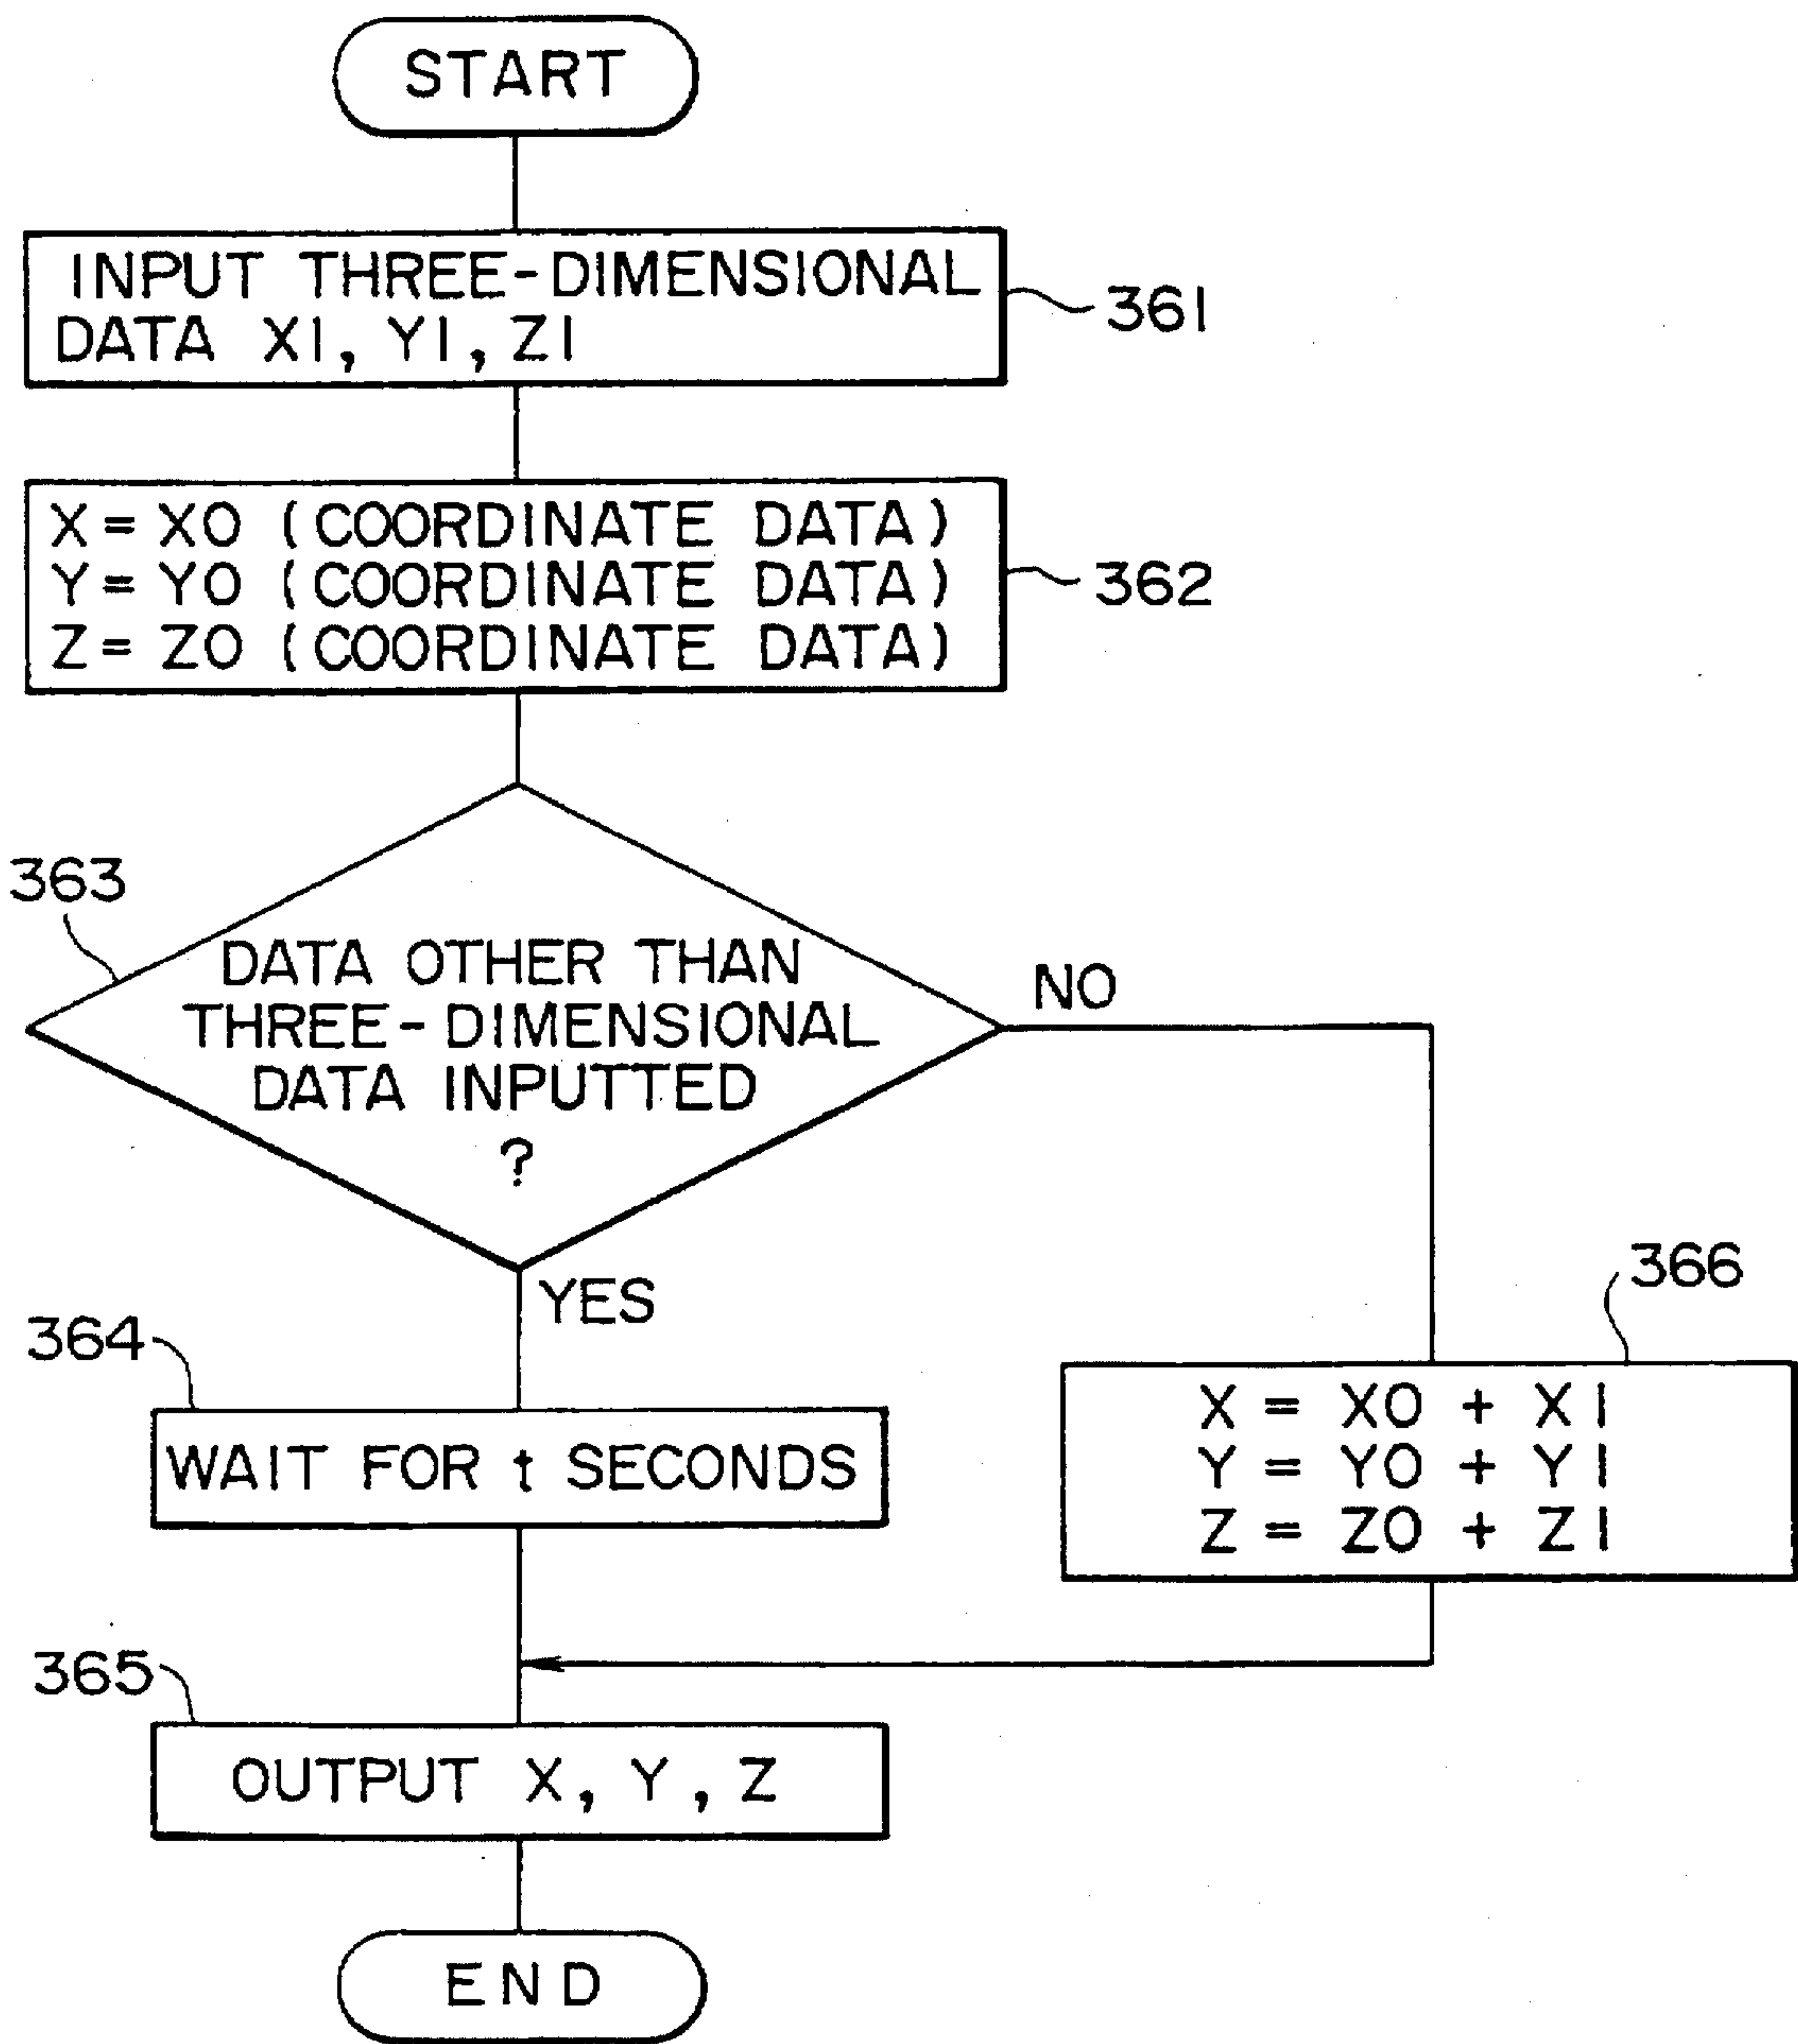 START
INPUT THREE-DIMENSIONAL
DATA X1, Y1, Z1
361
X = X0 (COORDINATE DATA)
Y = Y0 (COORDINATE DATA)
Z = Z0 (COORDINATE DATA)
362
363
DATA OTHER THAN
THREE-DIMENSIONAL
DATA INPUTTED
?
NO
YES
364
WAIT FOR t SECONDS
366
X = X0 + X1
Y = Y0 + Y1
Z = Z0 + Z1
365
OUTPUT X, Y, Z
END